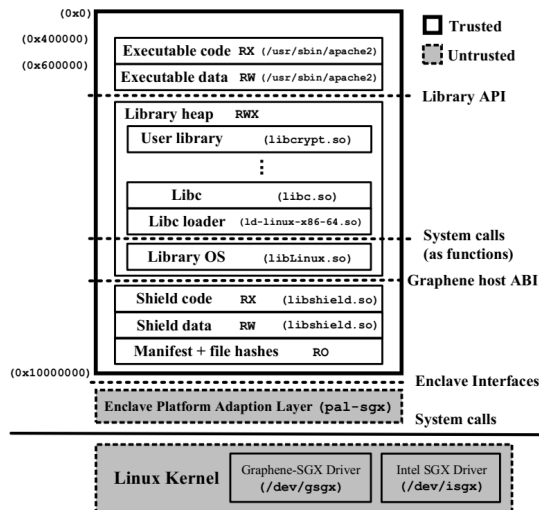 (0x0)
Trusted
Untrusted
(0x400000)
Executable code RX (/usr/sbin/apache2)
(0x600000)
Executable data RW (/usr/sbin/apache2)
Library API
Library heap RWX
User library (libcrypt.so)
⋮
Libc (libc.so)
Libc loader (ld-linux-x86-64.so)
System calls
(as functions)
Library OS (libLinux.so)
Graphene host ABI
Shield code RX (libshield.so)
Shield data RW (libshield.so)
Manifest + file hashes RO
(0x10000000)
Enclave Interfaces
Enclave Platform Adaption Layer (pal-sgx)
System calls
Linux Kernel
Graphene-SGX Driver
(/dev/gsgx)
Intel SGX Driver
(/dev/isgx)